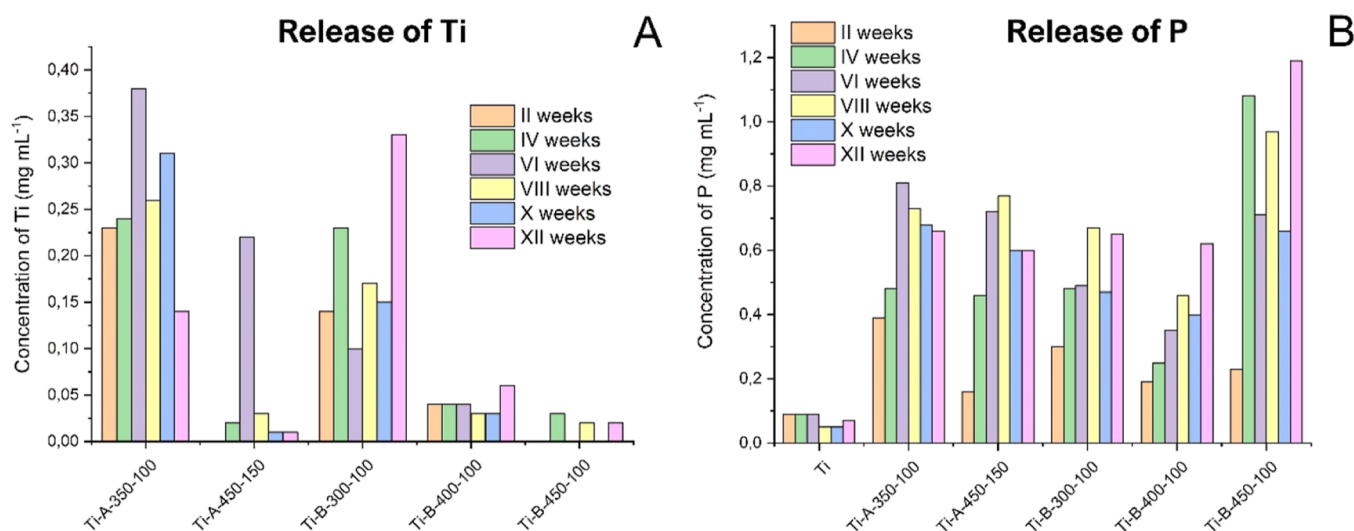 Release of Ti
A
Concentration of Ti (mg mL⁻¹)
0,40
0,35
0,30
0,25
0,20
0,15
0,10
0,05
0,00
II weeks
IV weeks
VI weeks
VIII weeks
X weeks
XII weeks
Ti-A-350-100
Ti-A-450-150
Ti-B-300-100
Ti-B-400-100
Ti-B-450-100
Release of P
B
Concentration of P (mg mL⁻¹)
1,2
1,0
0,8
0,6
0,4
0,2
0,0
II weeks
IV weeks
VI weeks
VIII weeks
X weeks
XII weeks
Ti
Ti-A-350-100
Ti-A-450-150
Ti-B-300-100
Ti-B-400-100
Ti-B-450-100